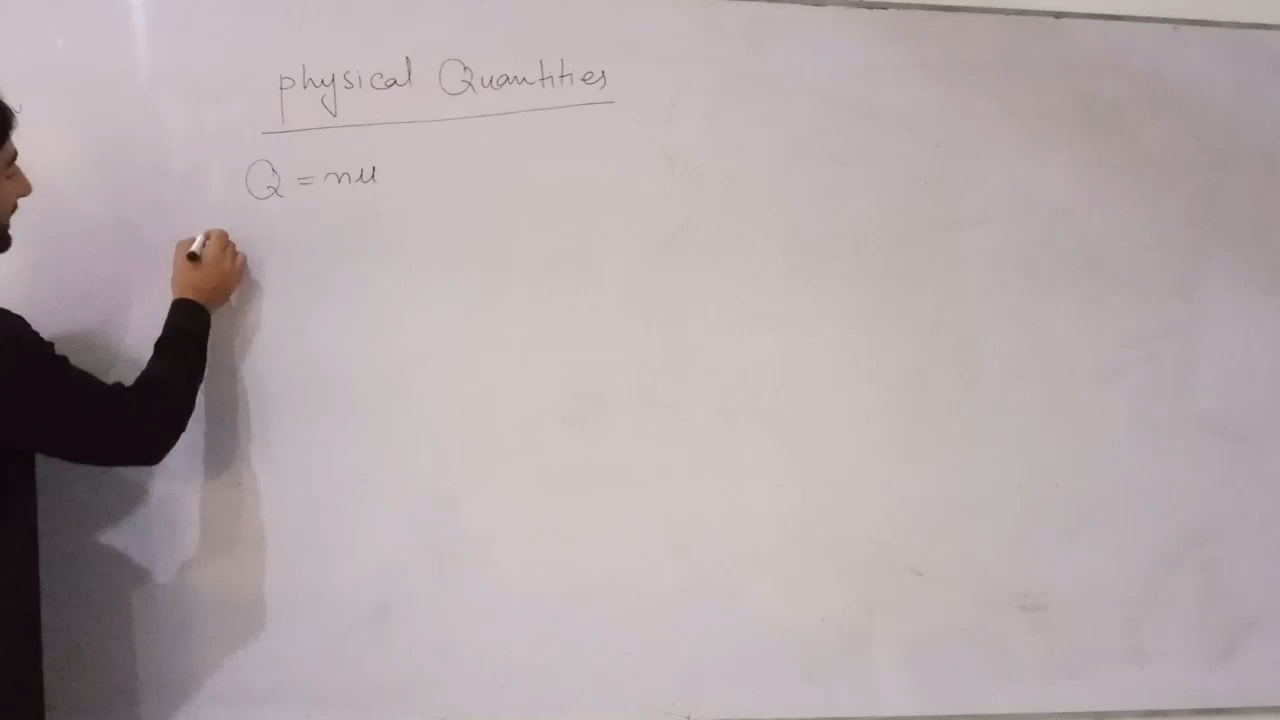 physical Quantities
Q = nu